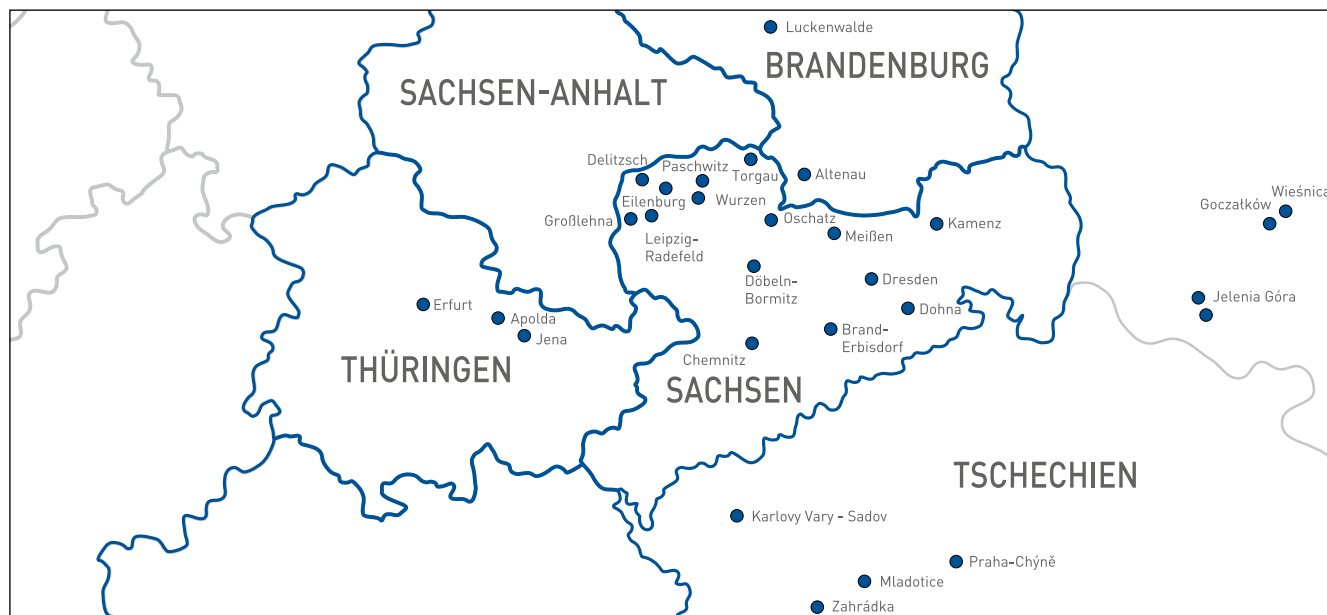 Luckenwalde
BRANDENBURG
SACHSEN-ANHALT
Delitzsch
Paschwitz
Torgau
Altenau
Eilenburg
Wurzen
Großlehna
Leipzig-
Radefeld
Oschatz
Meißen
Kamenz
Wieśnica
Goczałków
Döbeln-
Bormitz
Dresden
Jelenia Góra
Erfurt
Apolda
Jena
Dohna
Brand-
Erbisdorf
Chemnitz
THÜRINGEN
SACHSEN
TSCHECHIEN
Karlovy Vary - Sadov
Praha-Chýně
Mladotice
Zahrádka